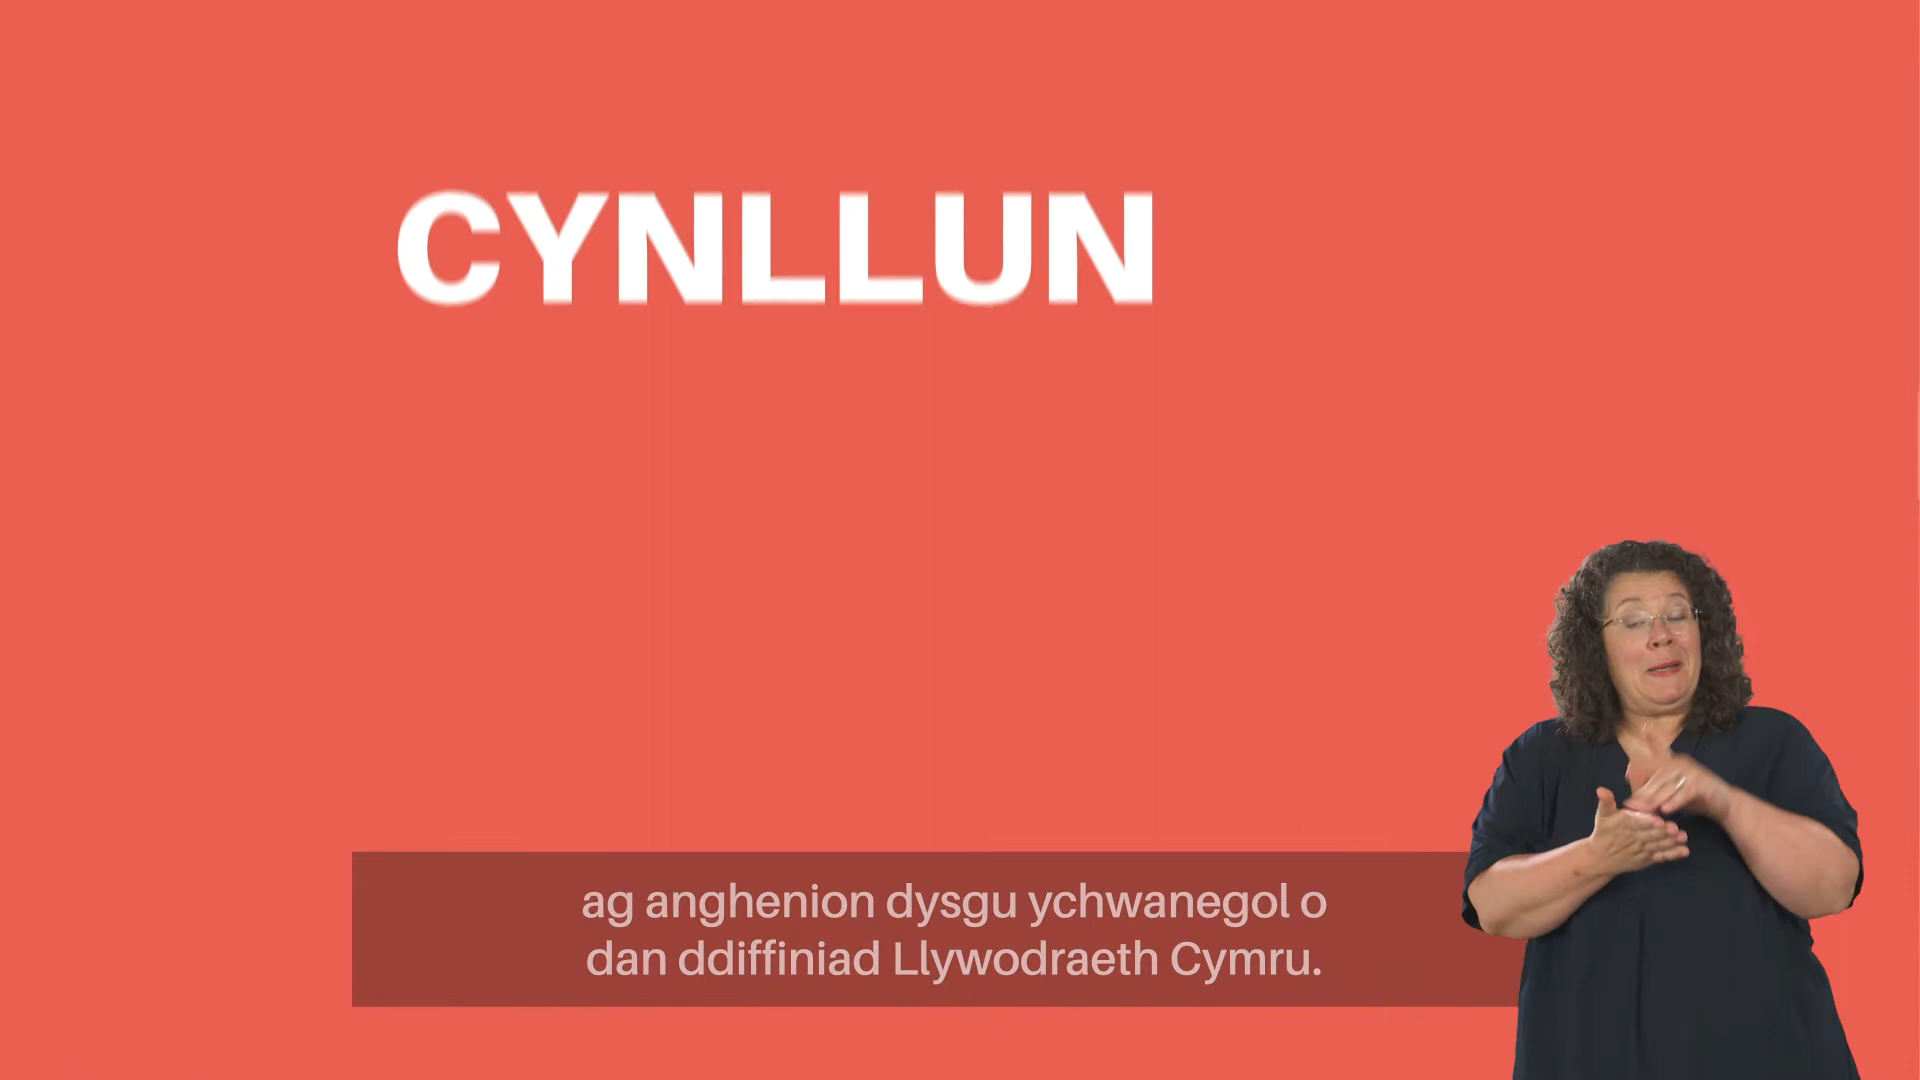 CYNLLUN
ag anghenion dysgu ychwanegol o
dan ddiffiniad Llywodraeth Cymru.